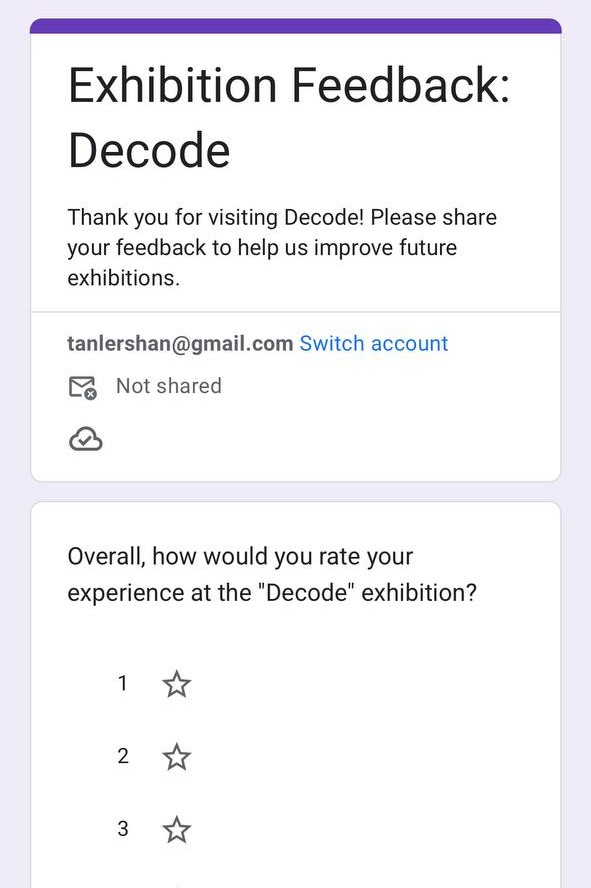 Exhibition Feedback:
Decode
Thank you for visiting Decode! Please share
your feedback to help us improve future
exhibitions.
tanlershan@gmail.com Switch account
Not shared
Overall, how would you rate your
experience at the "Decode" exhibition?
1
2
3